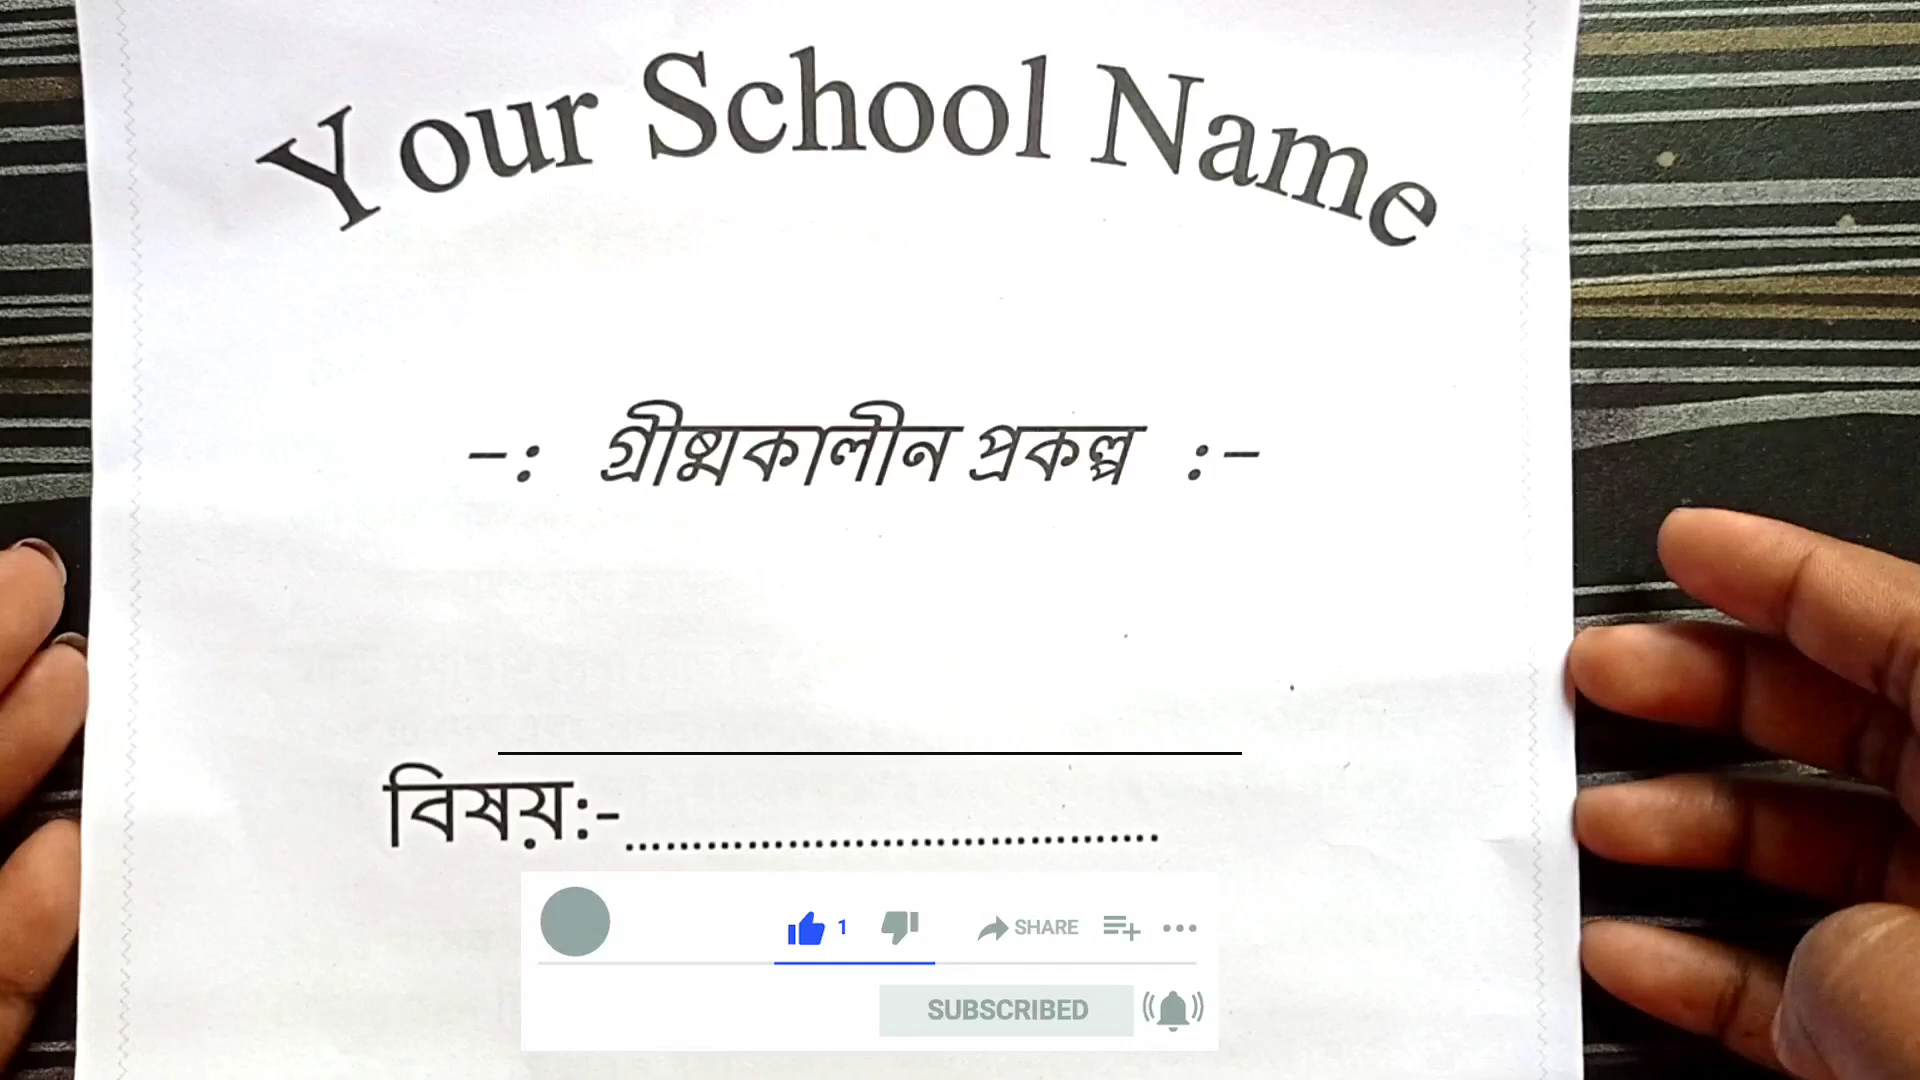 Your School Name
-: গ্রীষ্মকালীন প্রকল্প :-
বিষয়:-.......................................
1 SHARE
SUBSCRIBED